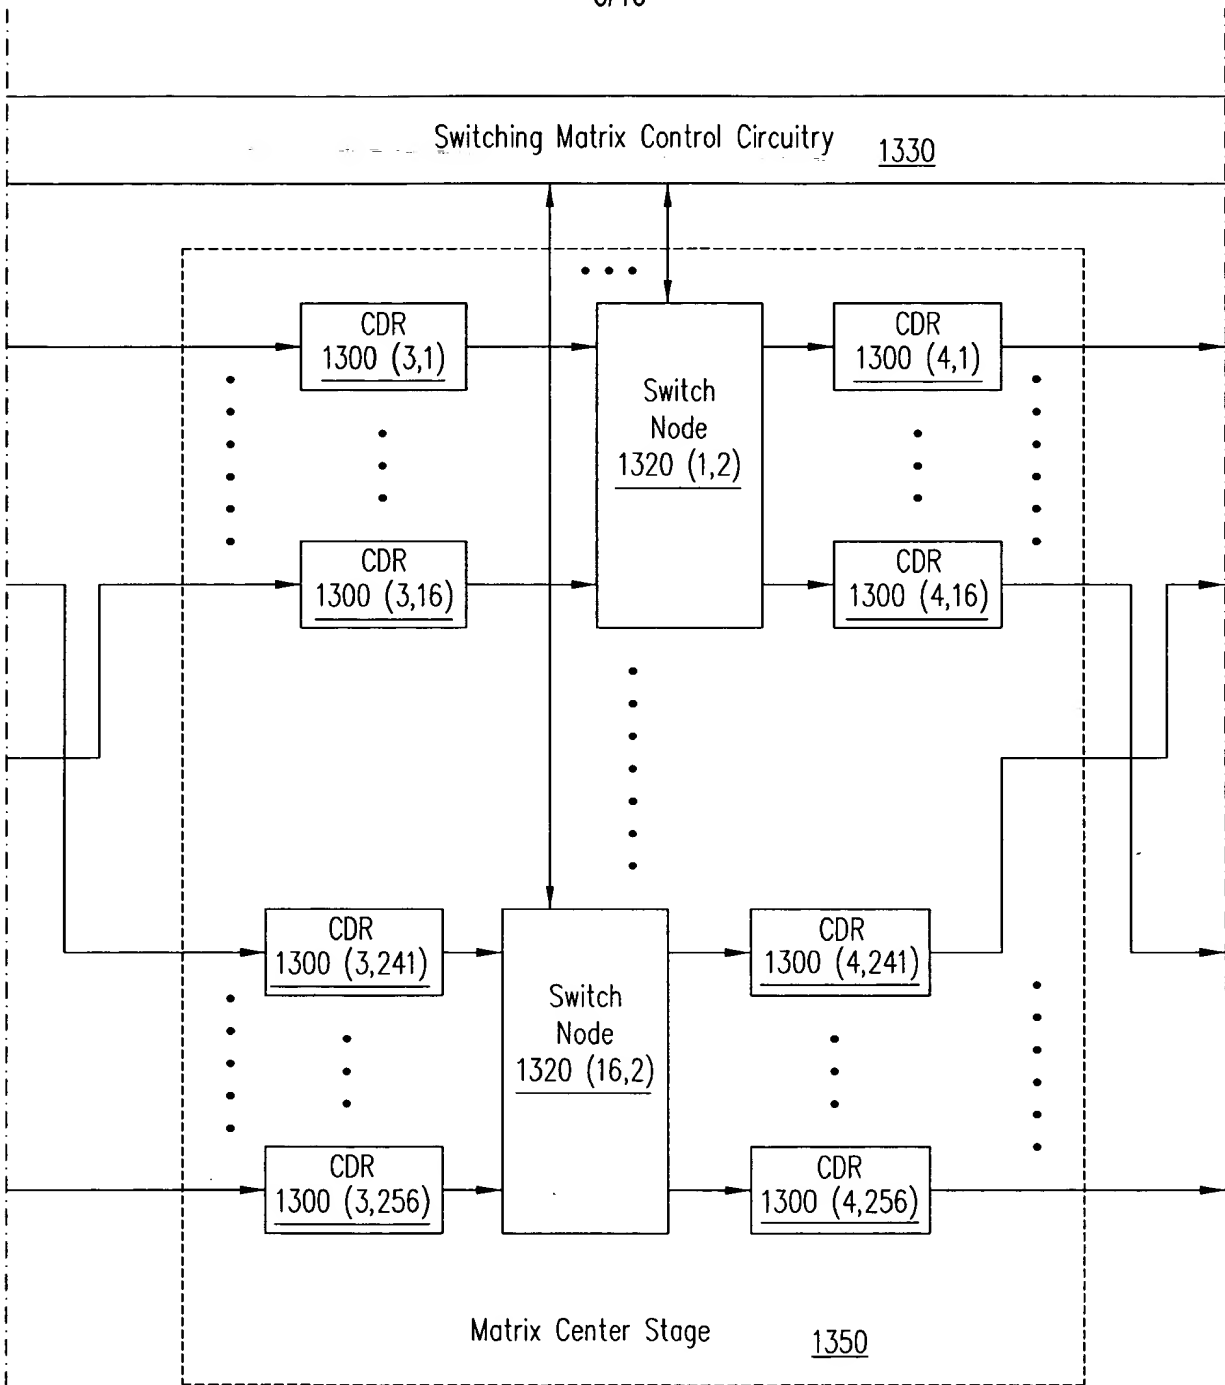 Switching Matrix Control Circuitry 1330
CDR
1300 (3,1)
CDR
1300 (4,1)
Switch
Node
1320 (1,2)
CDR
1300 (3,16)
CDR
1300 (4,16)
CDR
1300 (3,241)
CDR
1300 (4,241)
Switch
Node
1320 (16,2)
CDR
1300 (3,256)
CDR
1300 (4,256)
Matrix Center Stage 1350